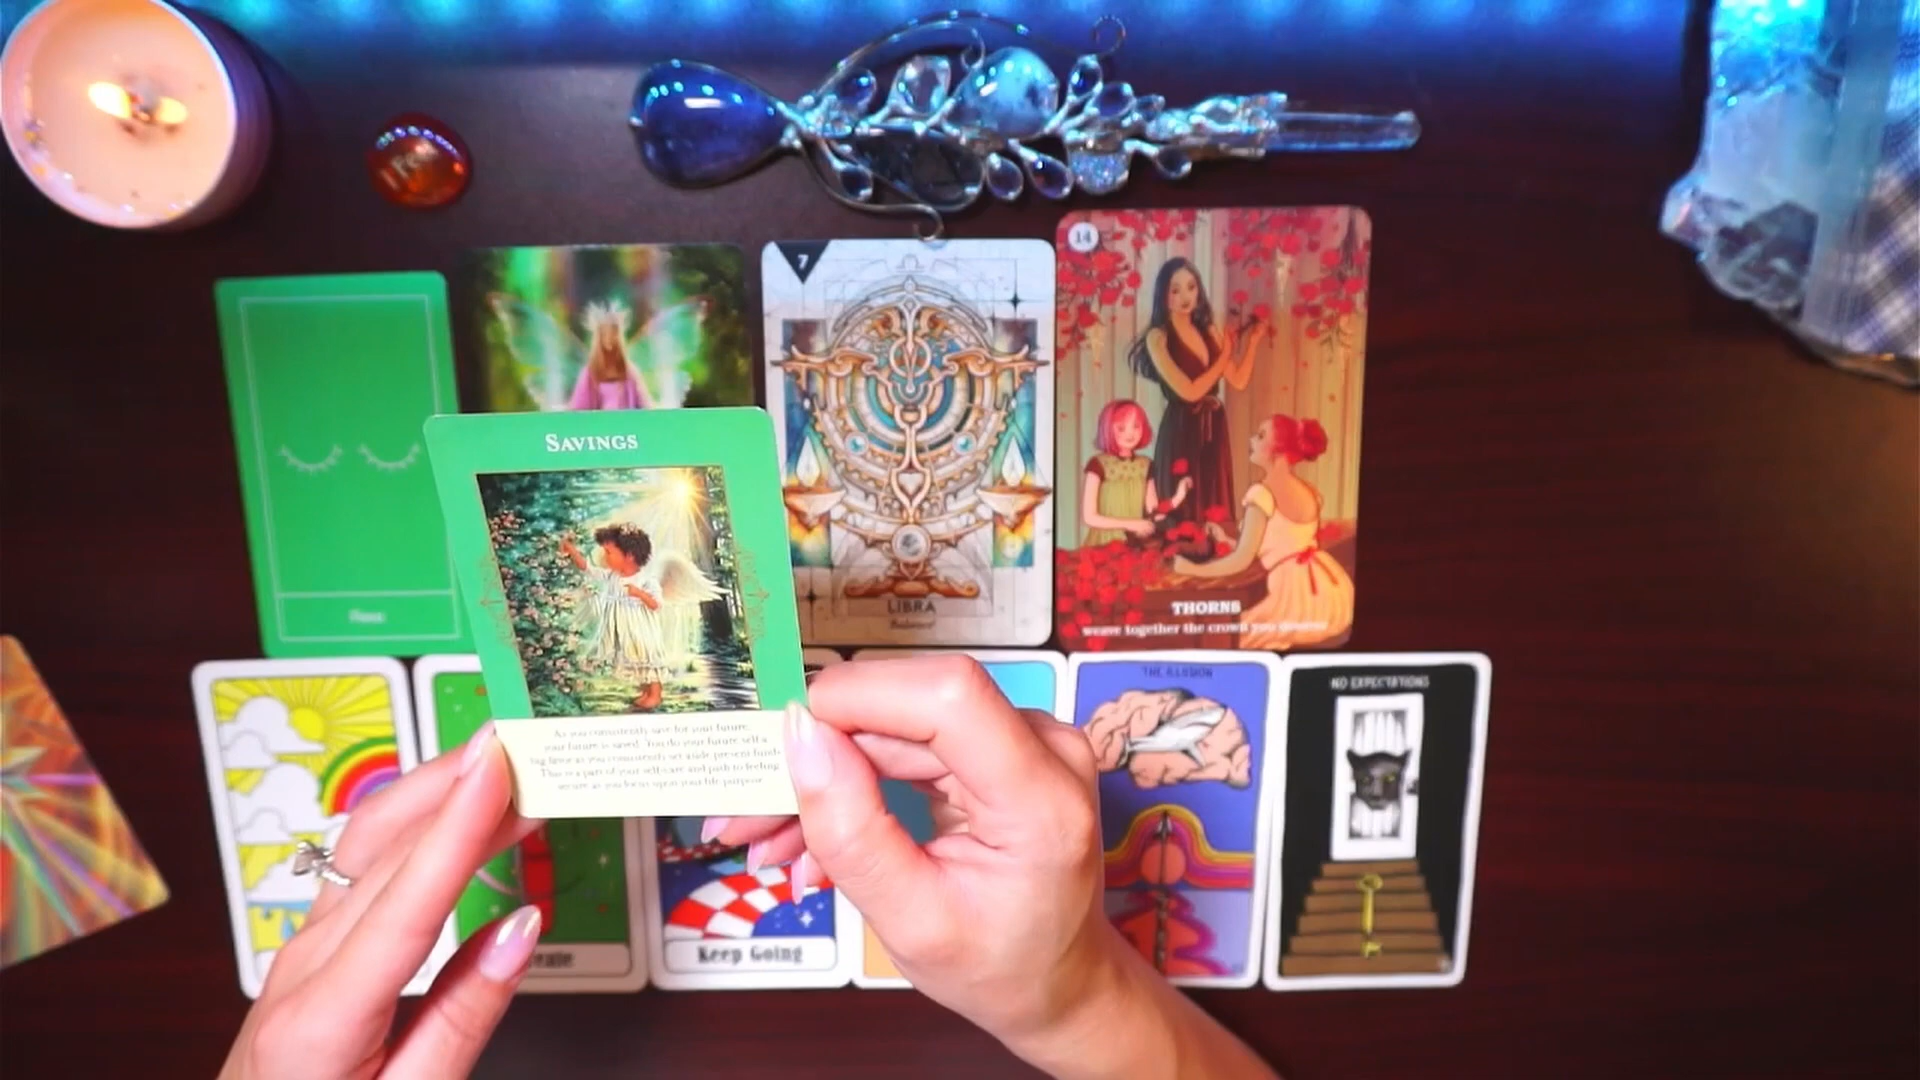 7
14
SAVINGS
LIBRA
Balance
THORNS
weave together the crown you
As you consistently save for your future,
your future is saved. You do your future self a
big favor as you consistently set aside present funds.
This is a part of your self-care and path to feeling
secure as you focus upon your life purpose.
THE ILLUSION
NO EXPECTATIONS
Keep Going